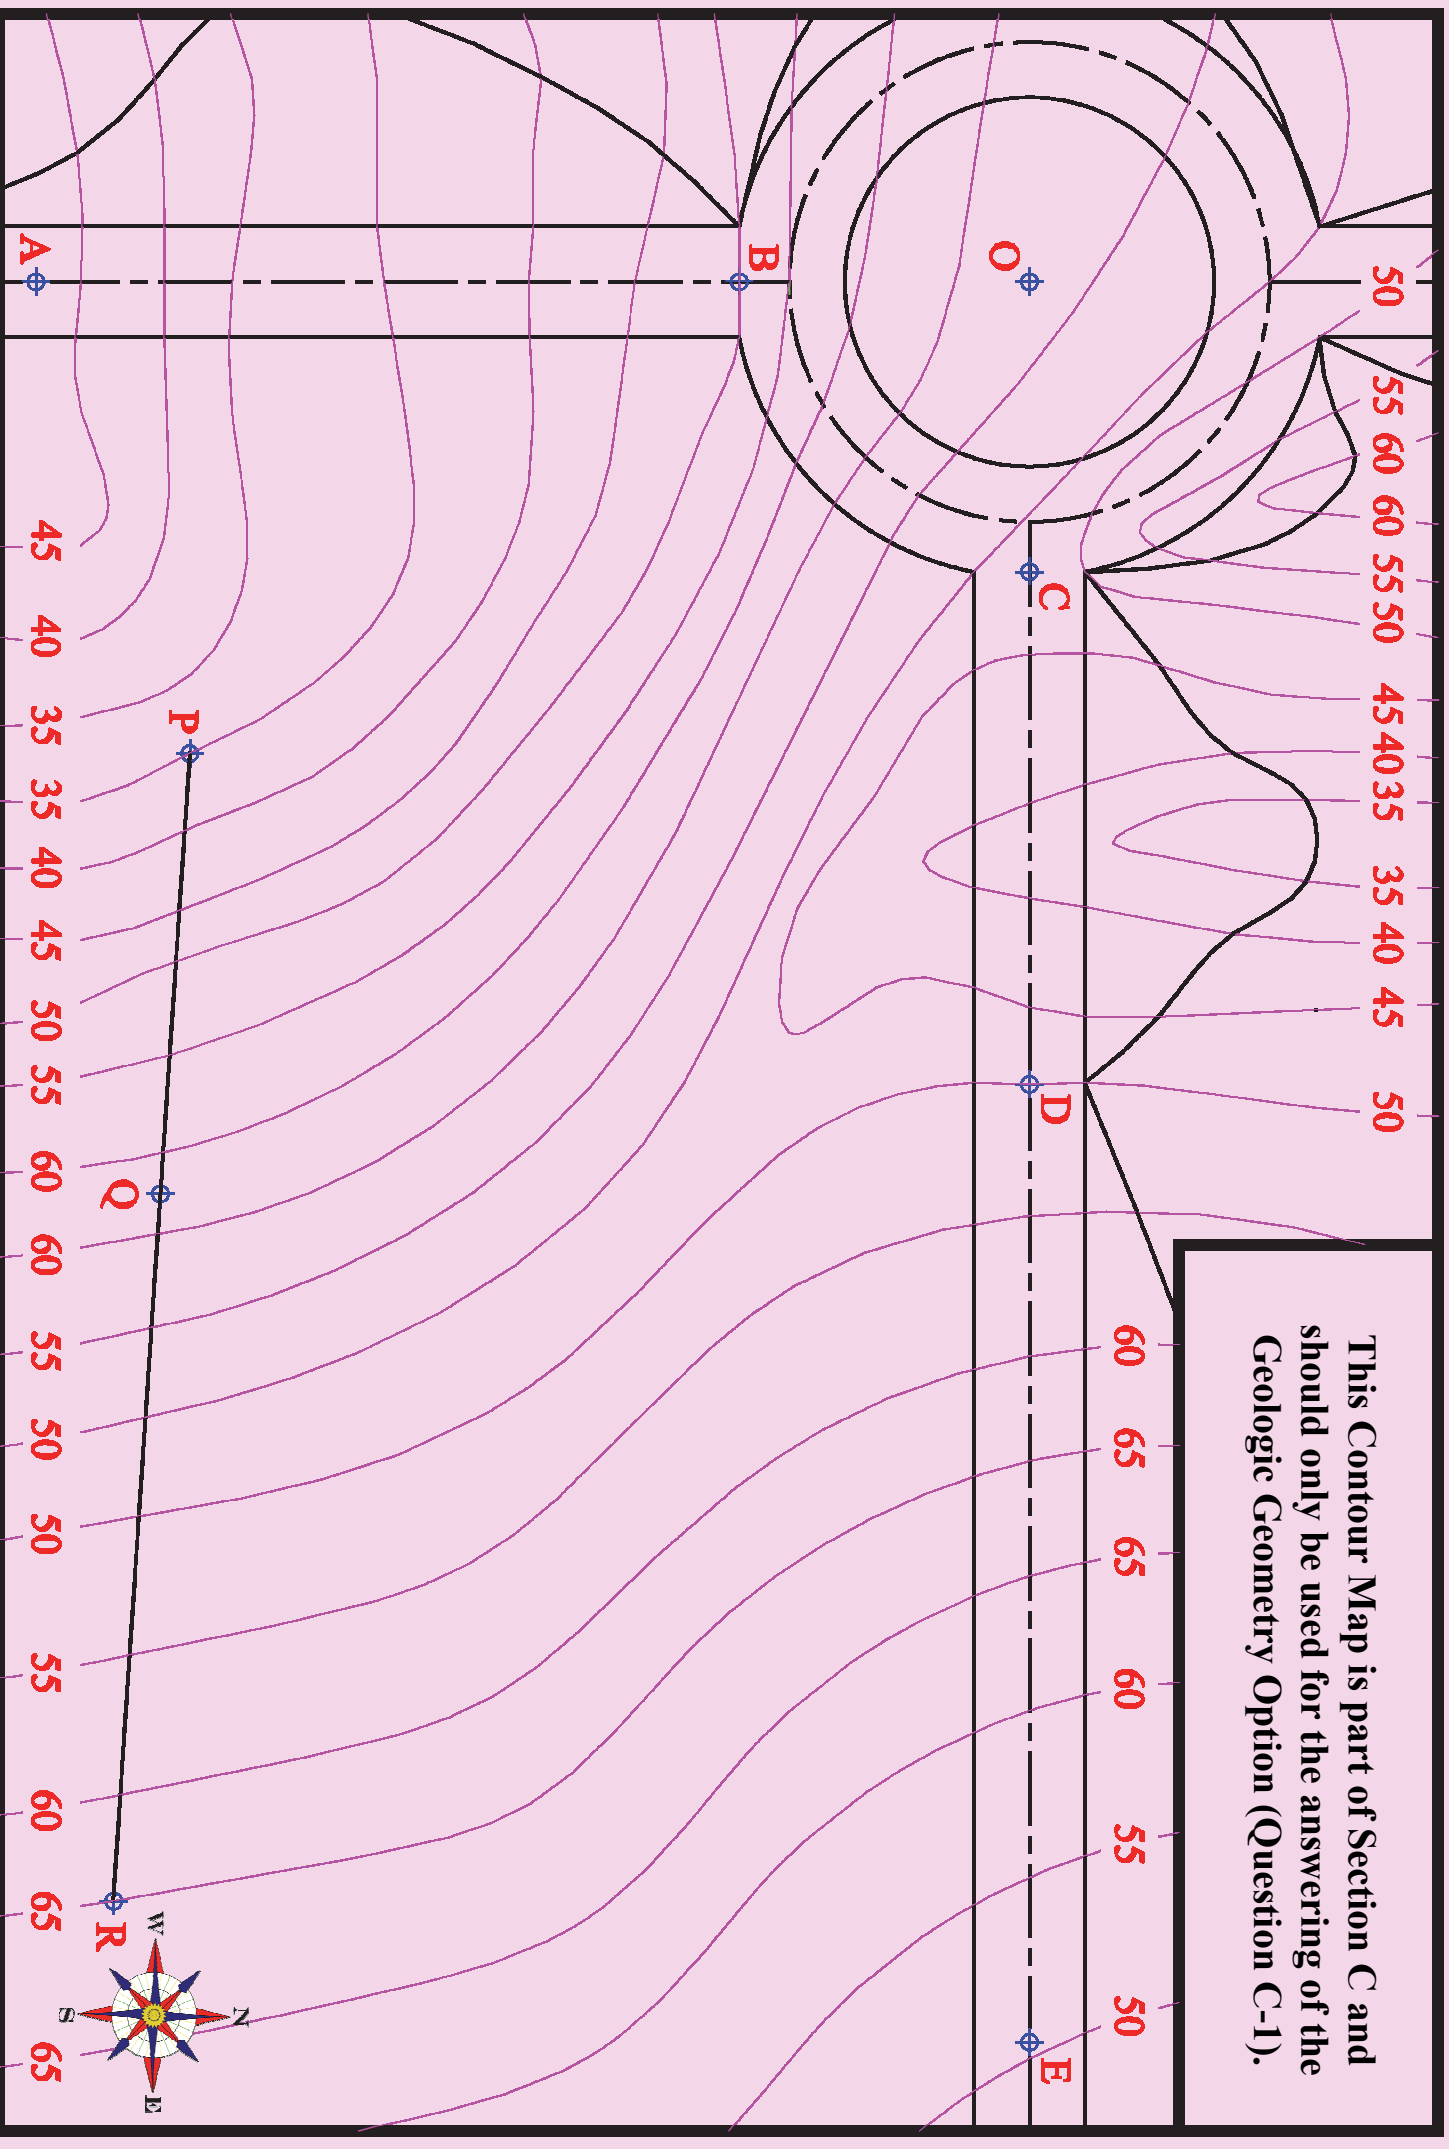 This Contour Map is part of Section C and
should only be used for the answering of the
Geologic Geometry Option (Question C-1).
50
55
60
60
55
50
45
40
35
35
40
45
50
60
65
65
60
55
50
O
B
A
C
D
E
P
Q
R
45
40
35
35
40
45
50
55
60
60
55
50
50
55
60
65
65
N
W
E
S